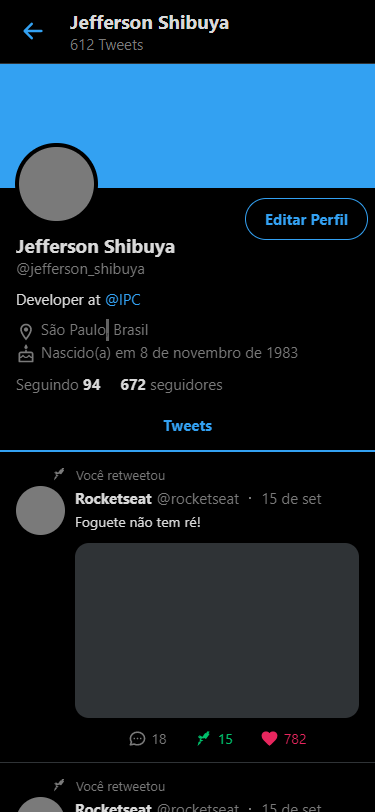 Jefferson Shibuya
612 Tweets
Editar Perfil
Jefferson Shibuya
@jefferson_shibuya
Developer at @IPC
São Paulo Brasil
Nascido(a) em 8 de novembro de 1983
Seguindo 94 672 seguidores
Tweets
Você retweetou
Rocketseat @rocketseat · 15 de set
Foguete não tem ré!
18 15 782
Você retweetou
Rocketseat @rocketseat · 15 de set